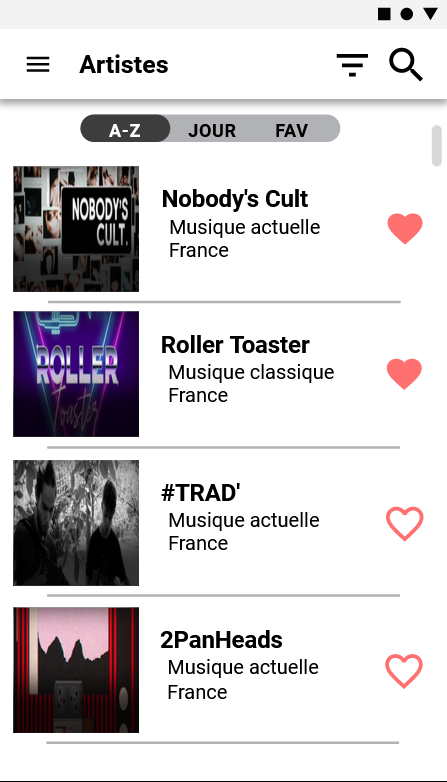 Artistes
A-Z JOUR FAV
NOBODY'S
CULT.
Nobody's Cult
Musique actuelle
France
ROLLER
Toaster
Roller Toaster
Musique classique
France
#TRAD'
Musique actuelle
France
2PanHeads
Musique actuelle
France